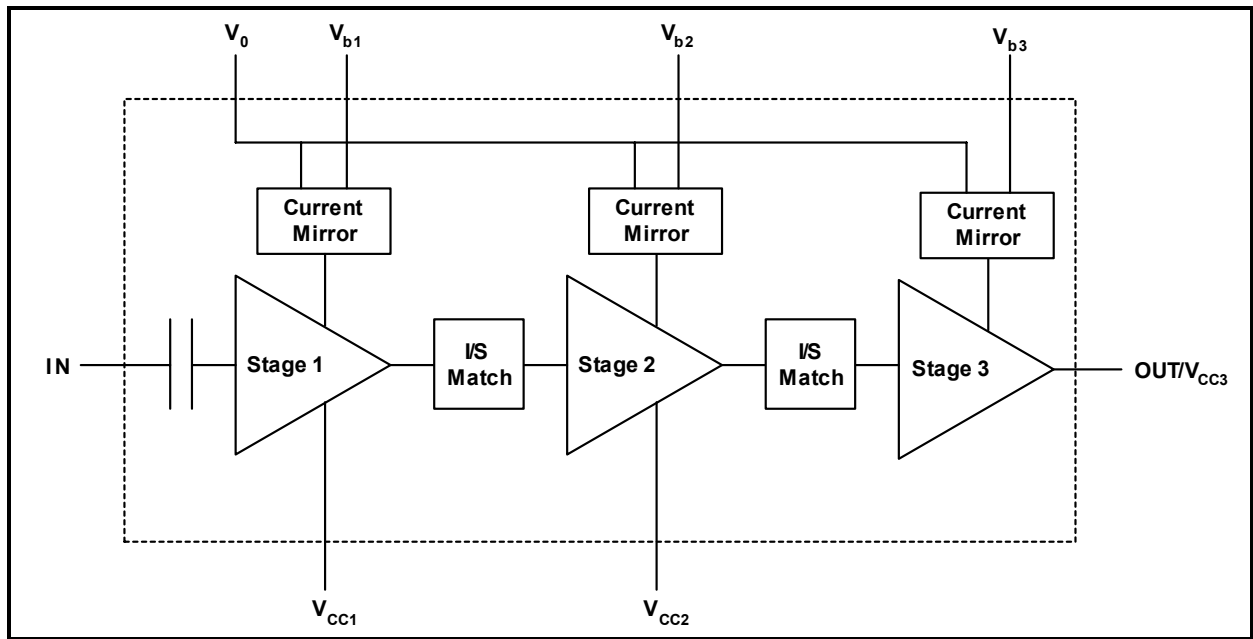 V0
Vb1
Vb2
Vb3
Current
Mirror
Current
Mirror
Current
Mirror
IN
Stage 1
I/S
Match
Stage 2
I/S
Match
Stage 3
OUT/VCC3
VCC1
VCC2